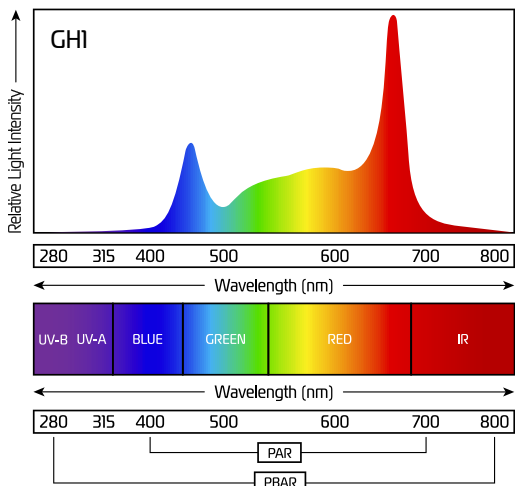 GH1
Relative Light Intensity
280 315 400 500 600 700 800
Wavelength (nm)
UV-B UV-A BLUE GREEN RED IR
Wavelength (nm)
280 315 400 500 600 700 800
PAR
PBAR